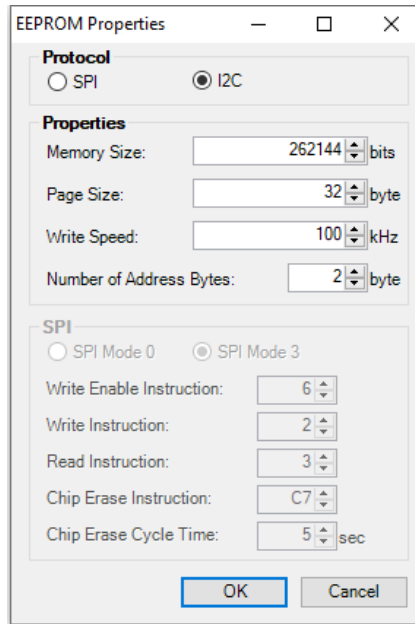 EEPROM Properties
Protocol
SPI I2C
Properties
Memory Size: 262144 bits
Page Size: 32 byte
Write Speed: 100 kHz
Number of Address Bytes: 2 byte
SPI
SPI Mode 0 SPI Mode 3
Write Enable Instruction: 6
Write Instruction: 2
Read Instruction: 3
Chip Erase Instruction: C7
Chip Erase Cycle Time: 5 sec
OK Cancel